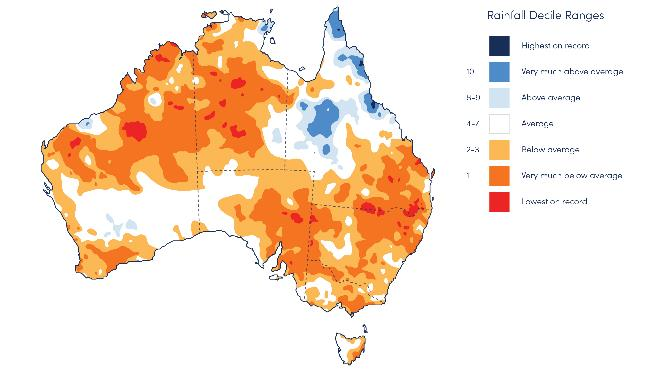 Rainfall Decile Ranges
Highest on record
10 Very much above average
8-9 Above average
4-7 Average
2-3 Below average
1 Very much below average
Lowest on record